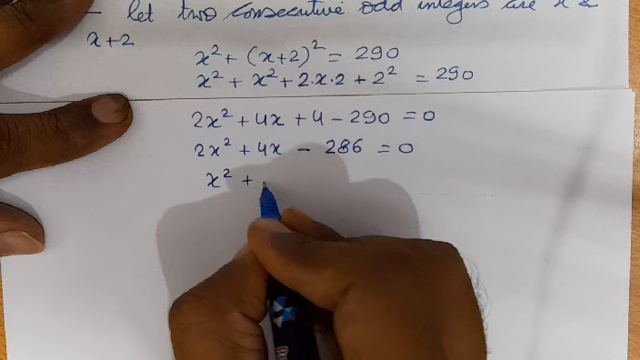 - let two consecutive odd integers are x &
x+2
x² + (x+2)² = 290
x² + x² + 2.x.2 + 2² = 290
2x² + 4x + 4 - 290 = 0
2x² + 4x - 286 = 0
x² +